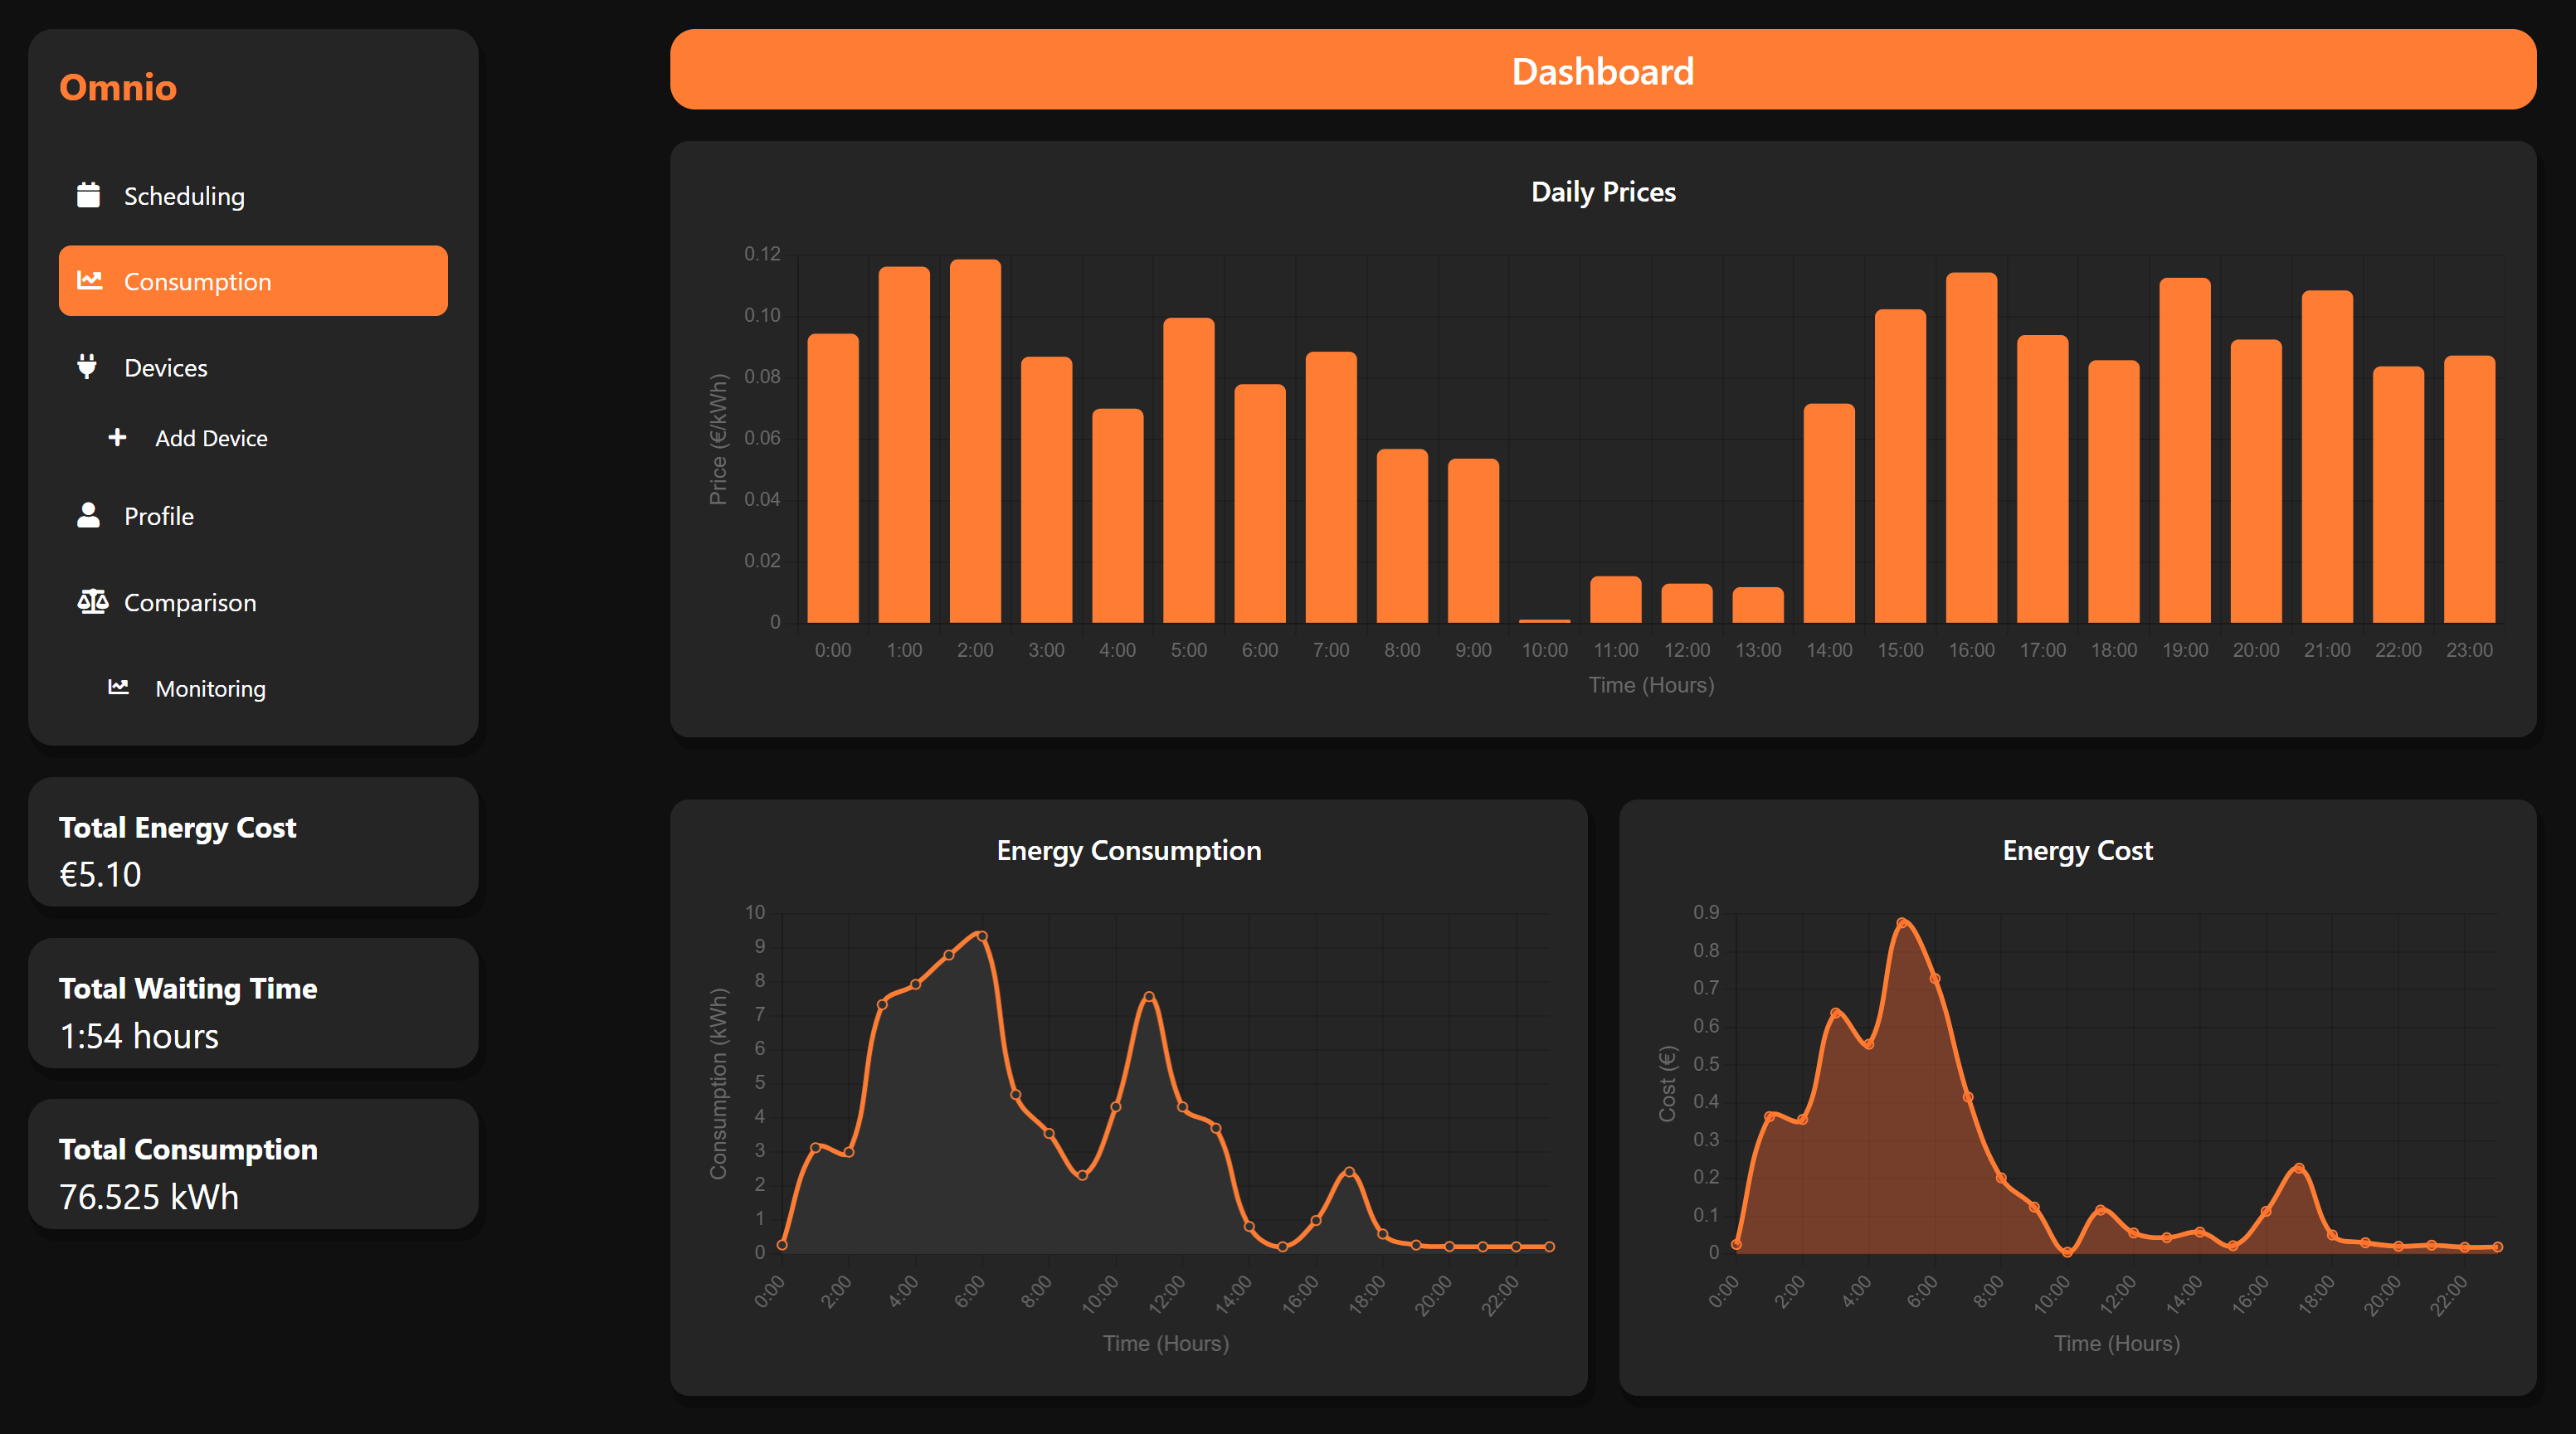 Omnio
Scheduling
Consumption
Devices
Add Device
Profile
Comparison
Monitoring
Total Energy Cost
€5.10
Total Waiting Time
1:54 hours
Total Consumption
76.525 kWh
Dashboard
Daily Prices
Price (€/kWh)
0.12
0.10
0.08
0.06
0.04
0.02
0
0:00 1:00 2:00 3:00 4:00 5:00 6:00 7:00 8:00 9:00 10:00 11:00 12:00 13:00 14:00 15:00 16:00 17:00 18:00 19:00 20:00 21:00 22:00 23:00
Time (Hours)
Energy Consumption
Consumption (kWh)
10
9
8
7
6
5
4
3
2
1
0
0:00 2:00 4:00 6:00 8:00 10:00 12:00 14:00 16:00 18:00 20:00 22:00
Time (Hours)
Energy Cost
Cost (€)
0.9
0.8
0.7
0.6
0.5
0.4
0.3
0.2
0.1
0
0:00 2:00 4:00 6:00 8:00 10:00 12:00 14:00 16:00 18:00 20:00 22:00
Time (Hours)